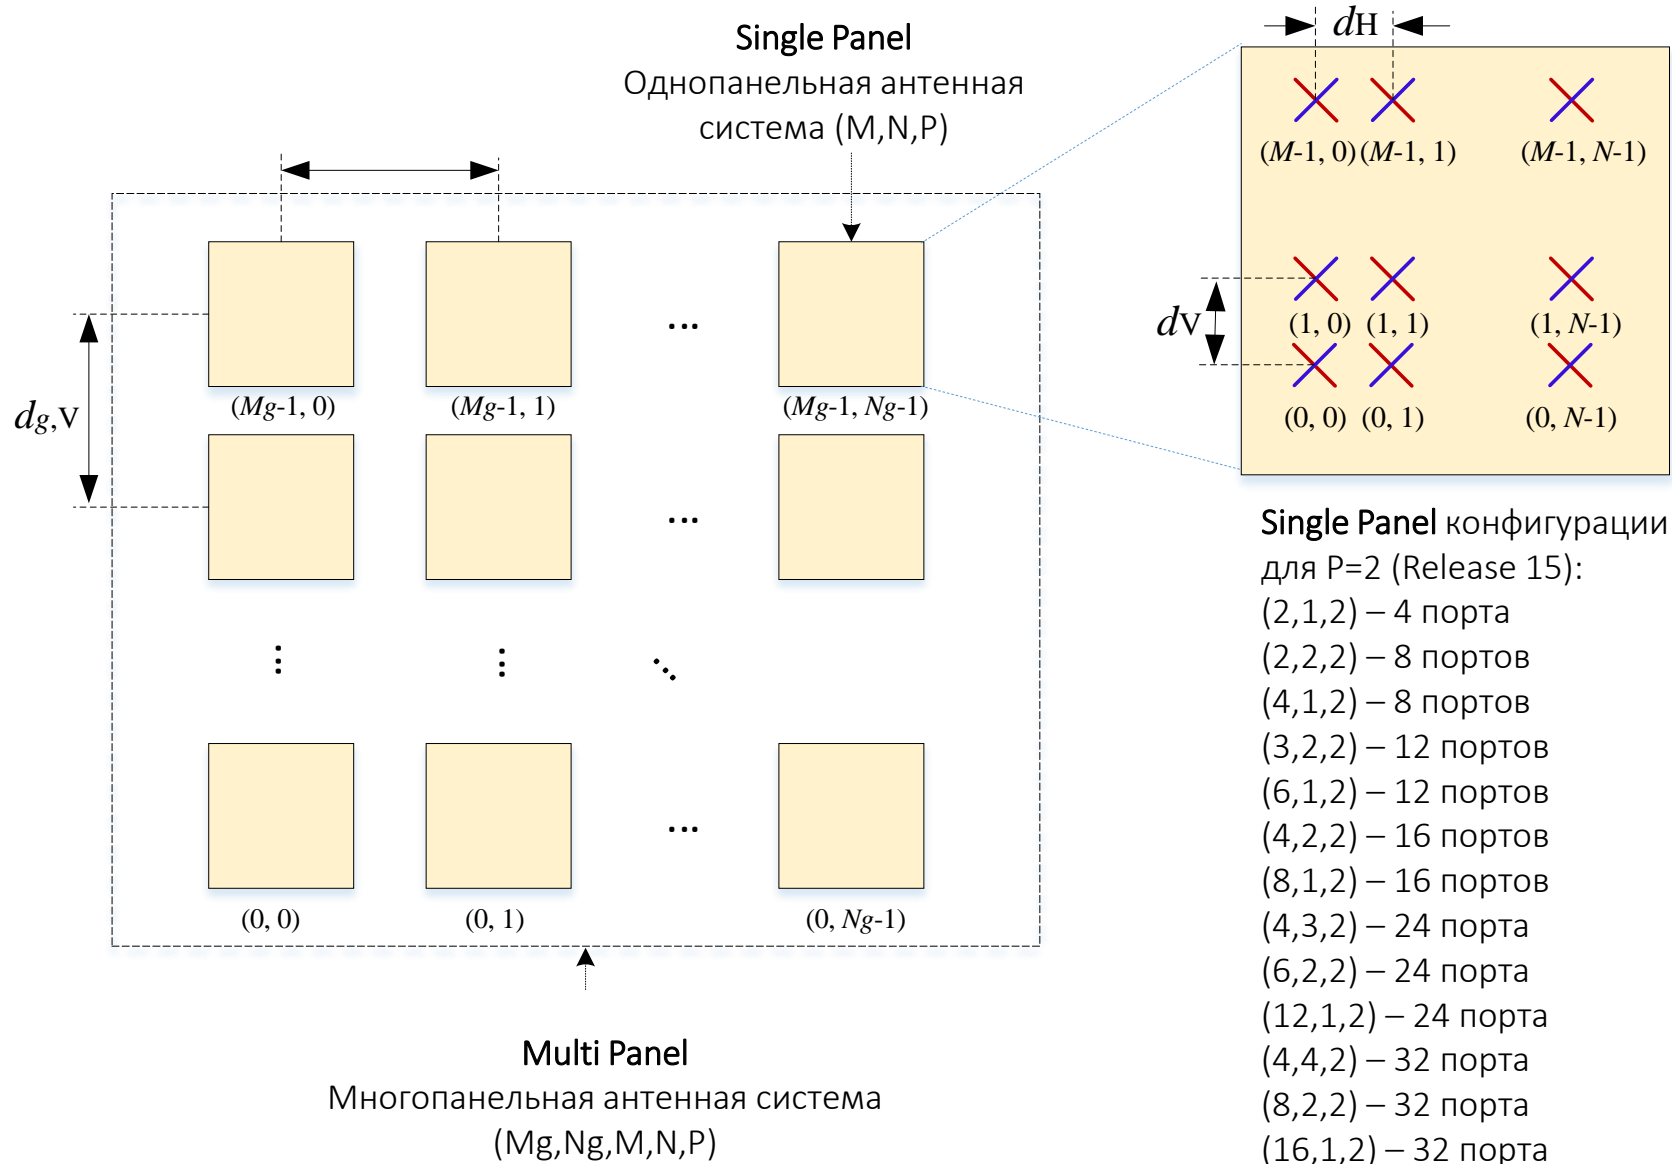 Single Panel
Однопанельная антенная
система (M,N,P)
dH
(M-1, 0) (M-1, 1) (M-1, N-1)
dV
(1, 0) (1, 1) (1, N-1)
(0, 0) (0, 1) (0, N-1)
dg,V
...
(Mg-1, 0) (Mg-1, 1) (Mg-1, Ng-1)
...
...
(0, 0) (0, 1) (0, Ng-1)
Multi Panel
Многопанельная антенная система
(Mg,Ng,M,N,P)
Single Panel конфигурации
для P=2 (Release 15):
(2,1,2) – 4 порта
(2,2,2) – 8 портов
(4,1,2) – 8 портов
(3,2,2) – 12 портов
(6,1,2) – 12 портов
(4,2,2) – 16 портов
(8,1,2) – 16 портов
(4,3,2) – 24 порта
(6,2,2) – 24 порта
(12,1,2) – 24 порта
(4,4,2) – 32 порта
(8,2,2) – 32 порта
(16,1,2) – 32 порта